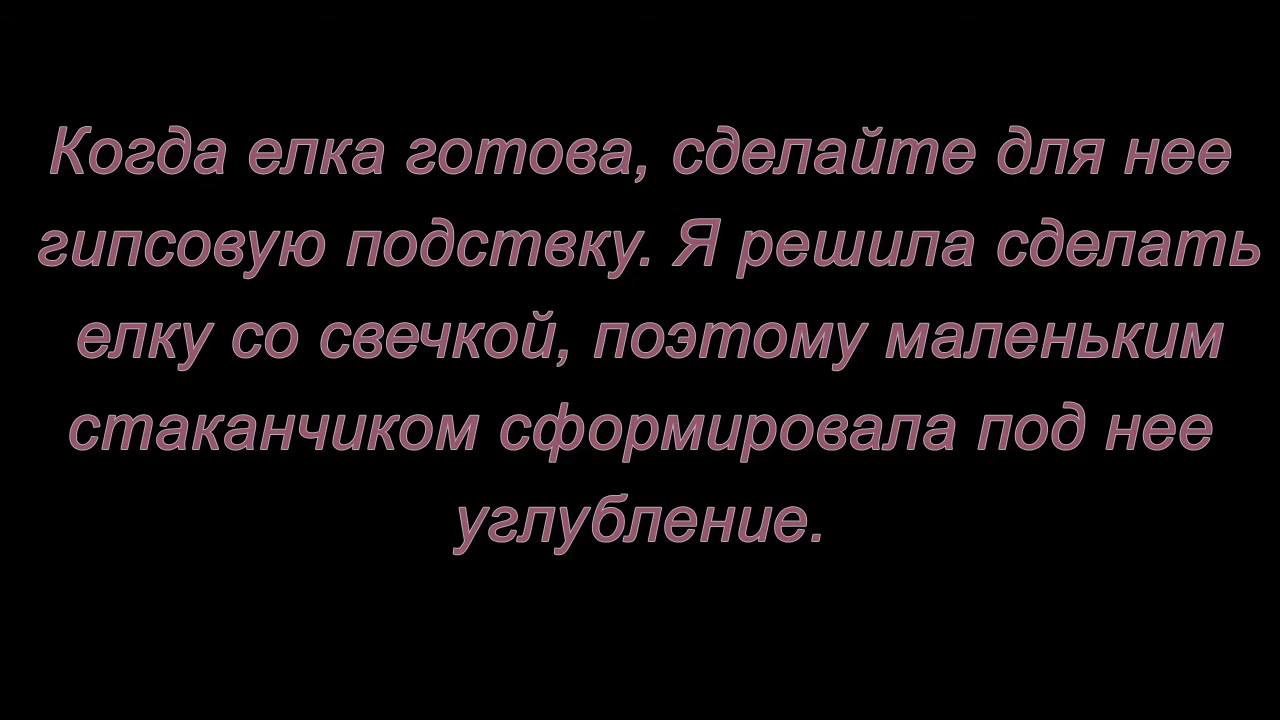 Когда елка готова, сделайте для нее
гипсовую подствку. Я решила сделать
елку со свечкой, поэтому маленьким
стаканчиком сформировала под нее
углубление.